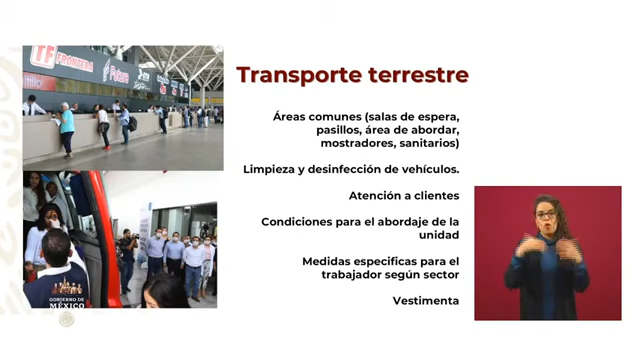 TF FRONTERA
Futura
Transporte terrestre
Áreas comunes (salas de espera,
pasillos, área de abordar,
mostradores, sanitarios)
Limpieza y desinfección de vehículos.
Atención a clientes
Condiciones para el abordaje de la
unidad
Medidas especificas para el
trabajador según sector
Vestimenta
GOBIERNO DE
MÉXICO